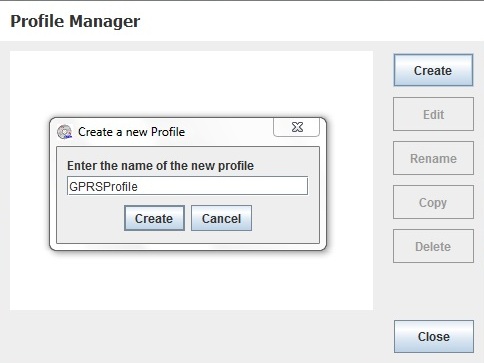 Profile Manager
Create
Edit
Rename
Copy
Delete
Close
Create a new Profile
Enter the name of the new profile
GPRSProfile
Create Cancel